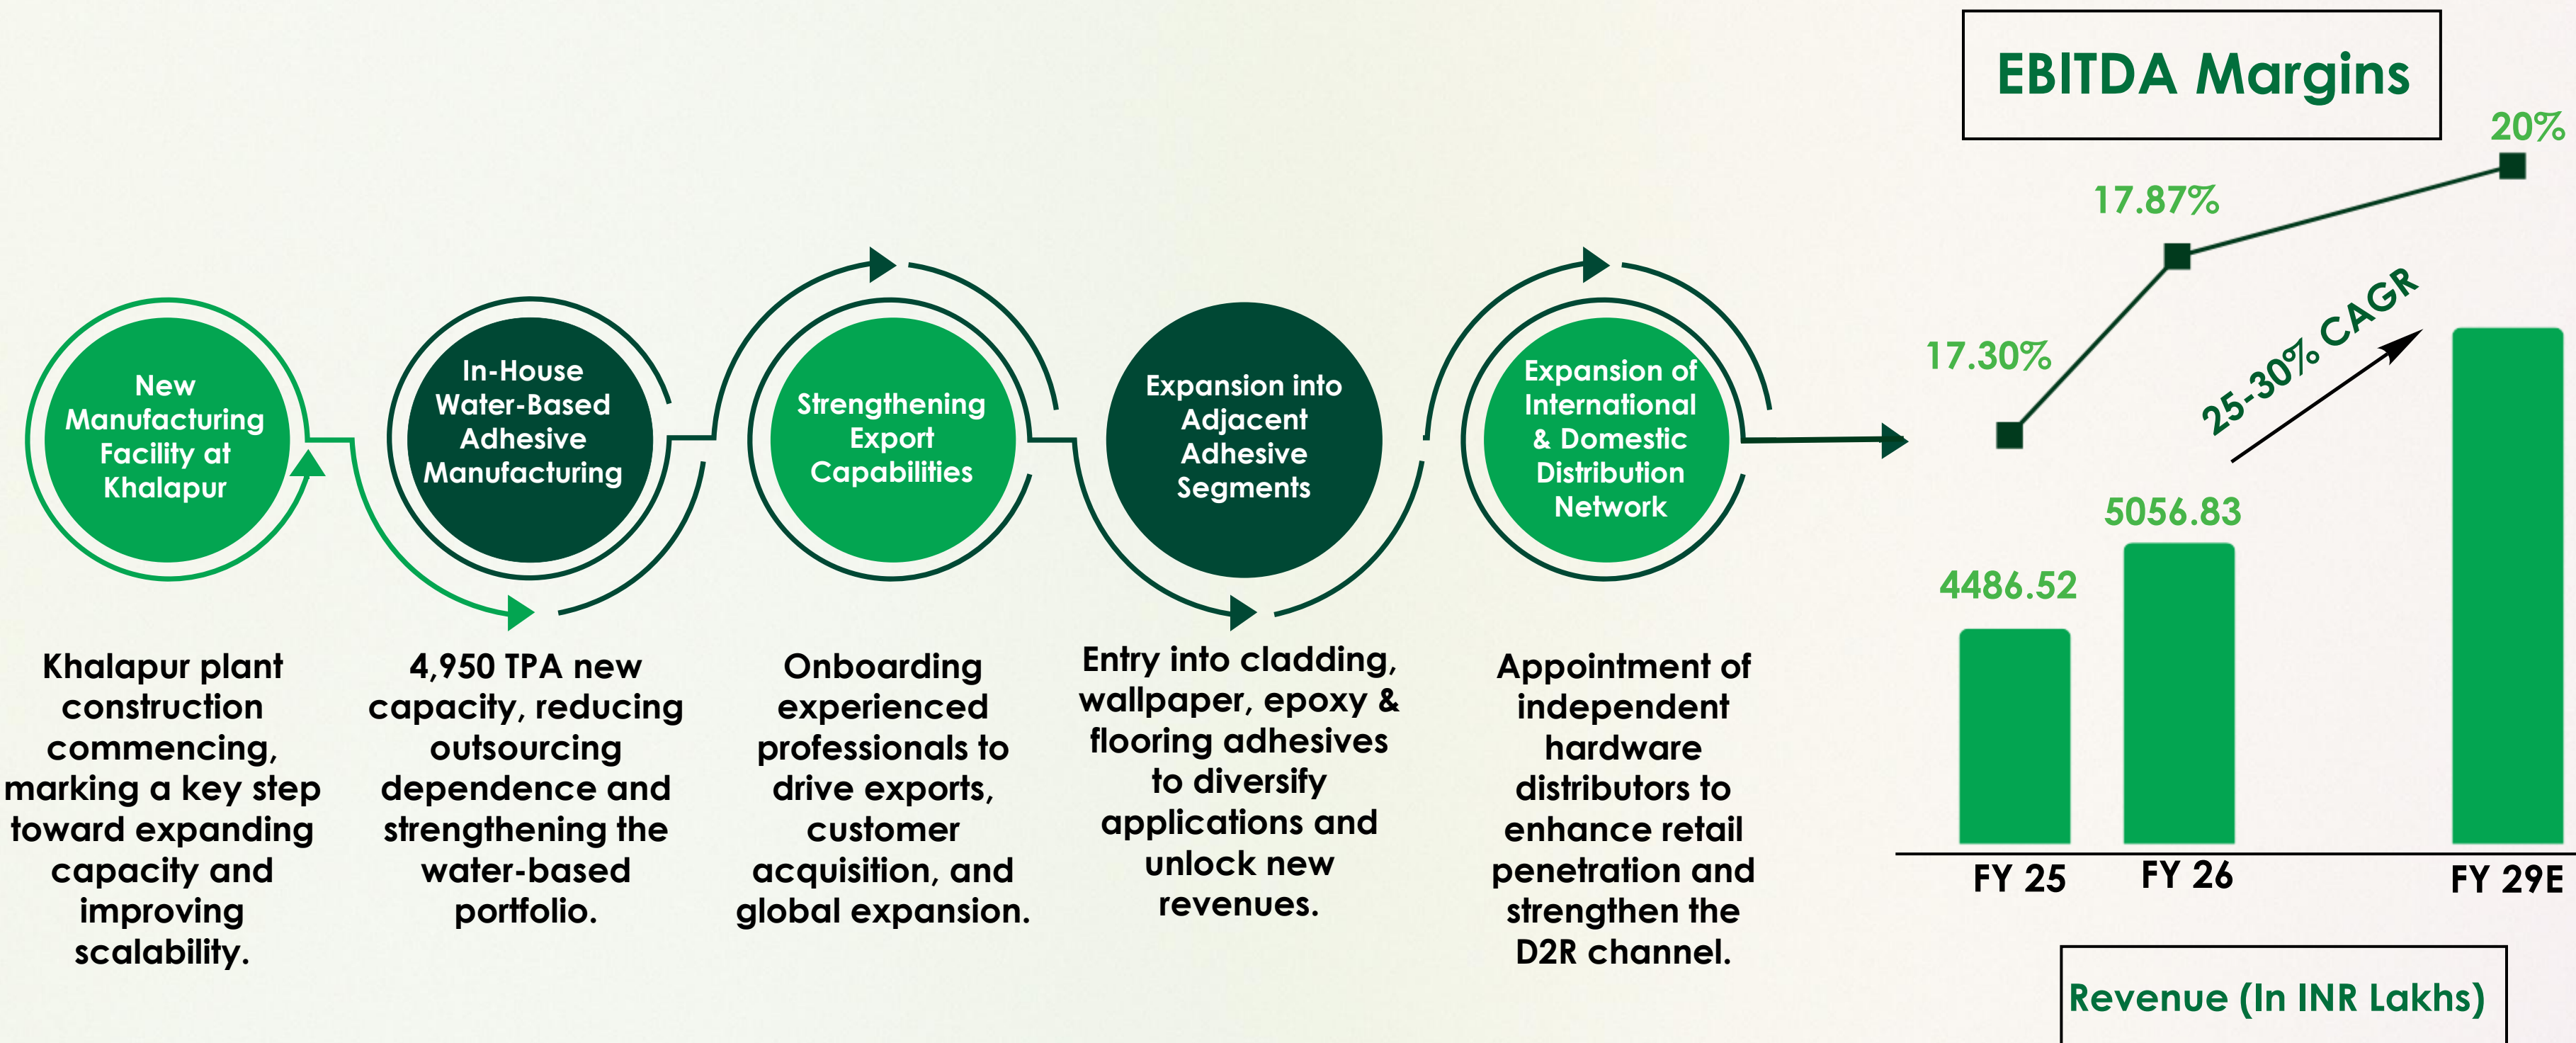 New
Manufacturing
Facility at
Khalapur
Khalapur plant
construction
commencing,
marking a key step
toward expanding
capacity and
improving
scalability.
In-House
Water-Based
Adhesive
Manufacturing
4,950 TPA new
capacity, reducing
outsourcing
dependence and
strengthening the
water-based
portfolio.
Strengthening
Export
Capabilities
Onboarding
experienced
professionals to
drive exports,
customer
acquisition, and
global expansion.
Expansion into
Adjacent
Adhesive
Segments
Entry into cladding,
wallpaper, epoxy &
flooring adhesives
to diversify
applications and
unlock new
revenues.
Expansion of
International
& Domestic
Distribution
Network
Appointment of
independent
hardware
distributors to
enhance retail
penetration and
strengthen the
D2R channel.
EBITDA Margins
17.30%
17.87%
20%
25-30% CAGR
4486.52
5056.83
FY 25
FY 26
FY 29E
Revenue (In INR Lakhs)